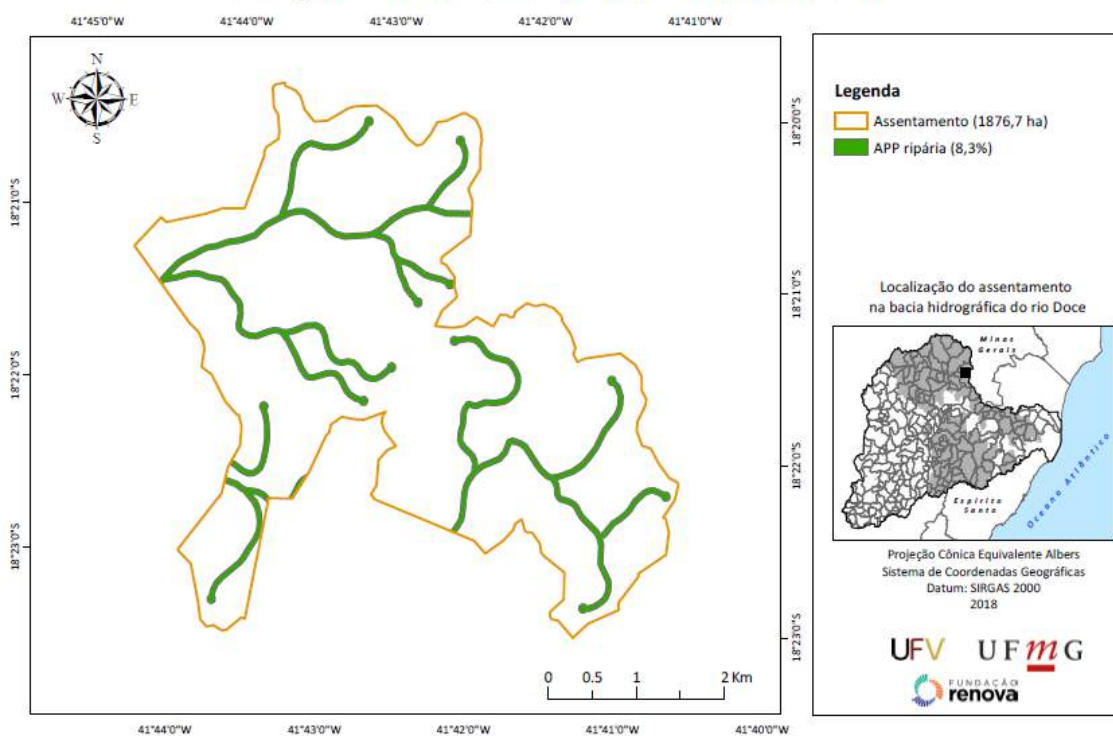 41°45'0"W 41°44'0"W 41°43'0"W 41°42'0"W 41°41'0"W
N
W E
S
18°21'0"S
18°22'0"S
18°23'0"S
18°20'0"S
18°21'0"S
18°22'0"S
18°23'0"S
0 0.5 1 2 Km
41°44'0"W 41°43'0"W 41°42'0"W 41°41'0"W 41°40'0"W
Legenda
Assentamento (1876,7 ha)
APP ripária (8,3%)
Localização do assentamento
na bacia hidrográfica do rio Doce
Minas
Gerais
Oceano Atlântico
Espírito
Santo
Projeção Cônica Equivalente Albers
Sistema de Coordenadas Geográficas
Datum: SIRGAS 2000
2018
UFV UFmG
FUNDAÇÃO
renova